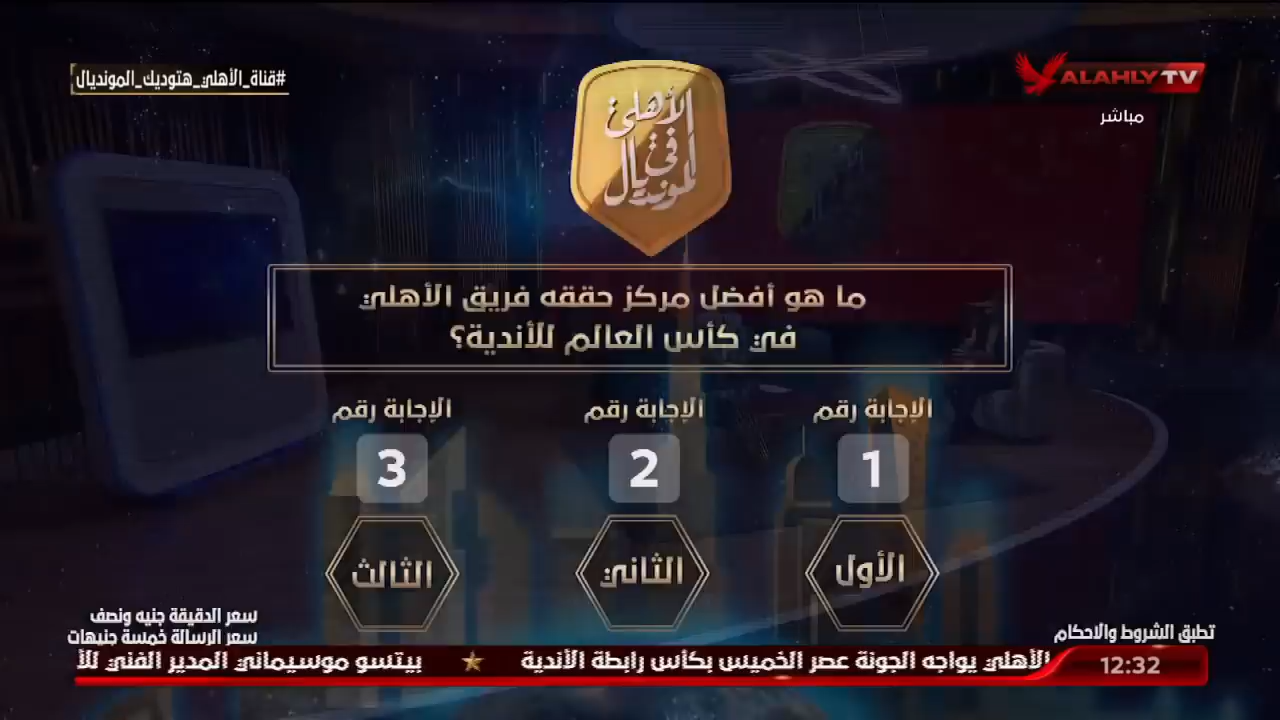 #قناة_الأهلي_هتوديك_المونديال
ALAHLY TV
مباشر
الأهلي
في
المونديال
ما هو أفضل مركز حققه فريق الأهلي
في كأس العالم للأندية؟
الإجابة رقم
1
الأول
الإجابة رقم
2
الثاني
الإجابة رقم
3
الثالث
سعر الدقيقة جنيه ونصف
سعر الرسالة خمسة جنيهات
تطبق الشروط والاحكام
12:32
الأهلي يواجه الجونة عصر الخميس بكأس رابطة الأندية ★ بيتسو موسيماني المدير الفني للأ